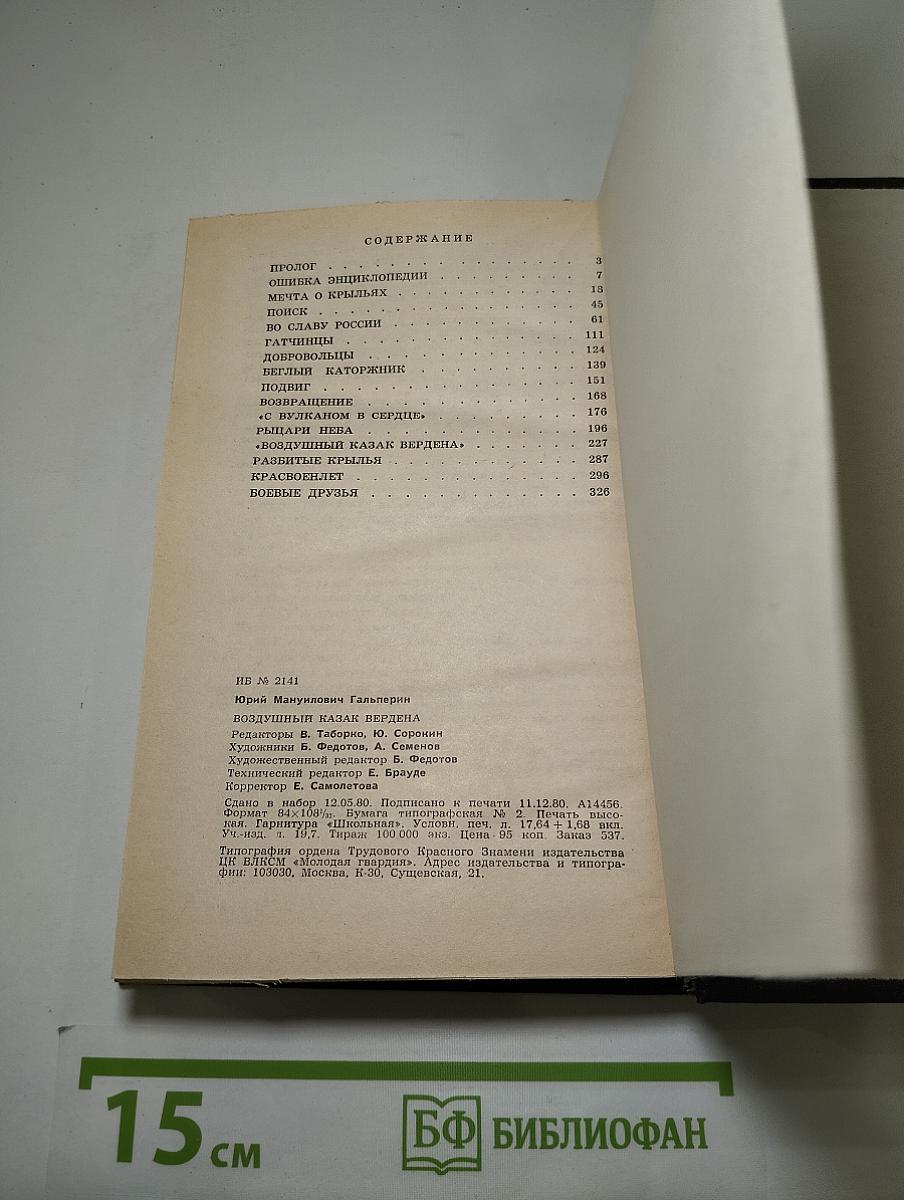 СОДЕРЖАНИЕ
ПРОЛОГ . . . . . . . . . . . . . . . . . 3
ОШИБКА ЭНЦИКЛОПЕДИИ . . . . . . . . . 7
МЕЧТА О КРЫЛЬЯХ . . . . . . . . . . . . 18
ПОИСК . . . . . . . . . . . . . . . . . 45
ВО СЛАВУ РОССИИ . . . . . . . . . . . . 61
ГАТЧИНЦЫ . . . . . . . . . . . . . . . 111
ДОБРОВОЛЬЦЫ . . . . . . . . . . . . . 124
БЕГЛЫЙ КАТОРЖНИК . . . . . . . . . . 139
ПОДВИГ . . . . . . . . . . . . . . . . 151
ВОЗВРАЩЕНИЕ . . . . . . . . . . . . . 168
«С ВУЛКАНОМ В СЕРДЦЕ» . . . . . . . . . 176
РЫЦАРИ НЕБА . . . . . . . . . . . . . 196
«ВОЗДУШНЫЙ КАЗАК ВЕРДЕНА» . . . . . . . 227
РАЗБИТЫЕ КРЫЛЬЯ . . . . . . . . . . . . 287
КРАСВОЕНЛЕТ . . . . . . . . . . . . . . 296
БОЕВЫЕ ДРУЗЬЯ . . . . . . . . . . . . . 326
ИБ № 2141
Юрий Мануилович Гальперин
ВОЗДУШНЫЙ КАЗАК ВЕРДЕНА
Редакторы В. Таборко, Ю. Сорокин
Художники Б. Федотов, А. Семенов
Художественный редактор Б. Федотов
Технический редактор Е. Брауде
Корректор Е. Самолетова
Сдано в набор 12.05.80. Подписано к печати 11.12.80. А14456.
Формат 84×108¹/₃₂. Бумага типографская № 2. Печать высо-
кая. Гарнитура «Школьная». Условн. печ. л. 17,64+1,68 вкл.
Уч.-изд. л. 19,7. Тираж 100 000 экз. Цена 95 коп. Заказ 537.
Типография ордена Трудового Красного Знамени издательства
ЦК ВЛКСМ «Молодая гвардия». Адрес издательства и типогра-
фии: 103030, Москва, К-30, Сущевская, 21.
15 см
БФ БИБЛИОФАН